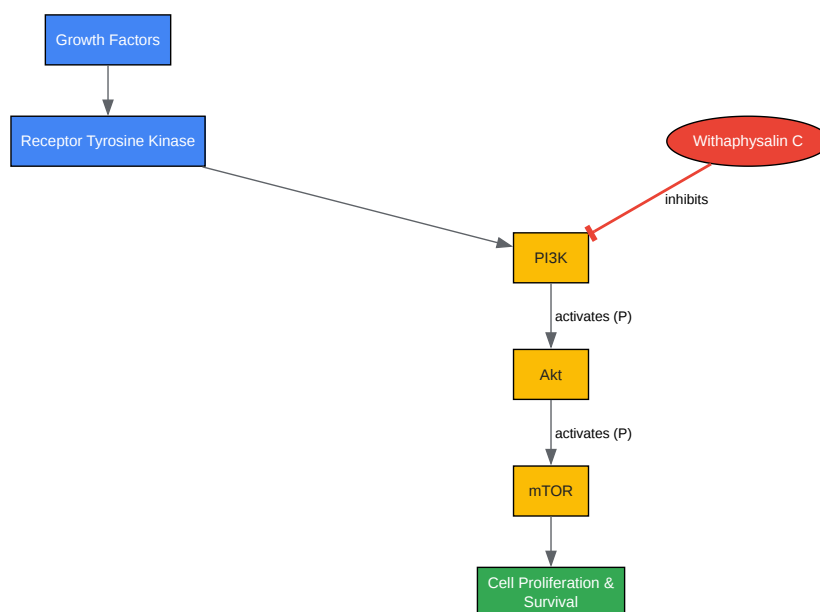 Growth Factors
Receptor Tyrosine Kinase
Withaphysalin C
inhibits
PI3K
activates (P)
Akt
activates (P)
mTOR
Cell Proliferation &
Survival